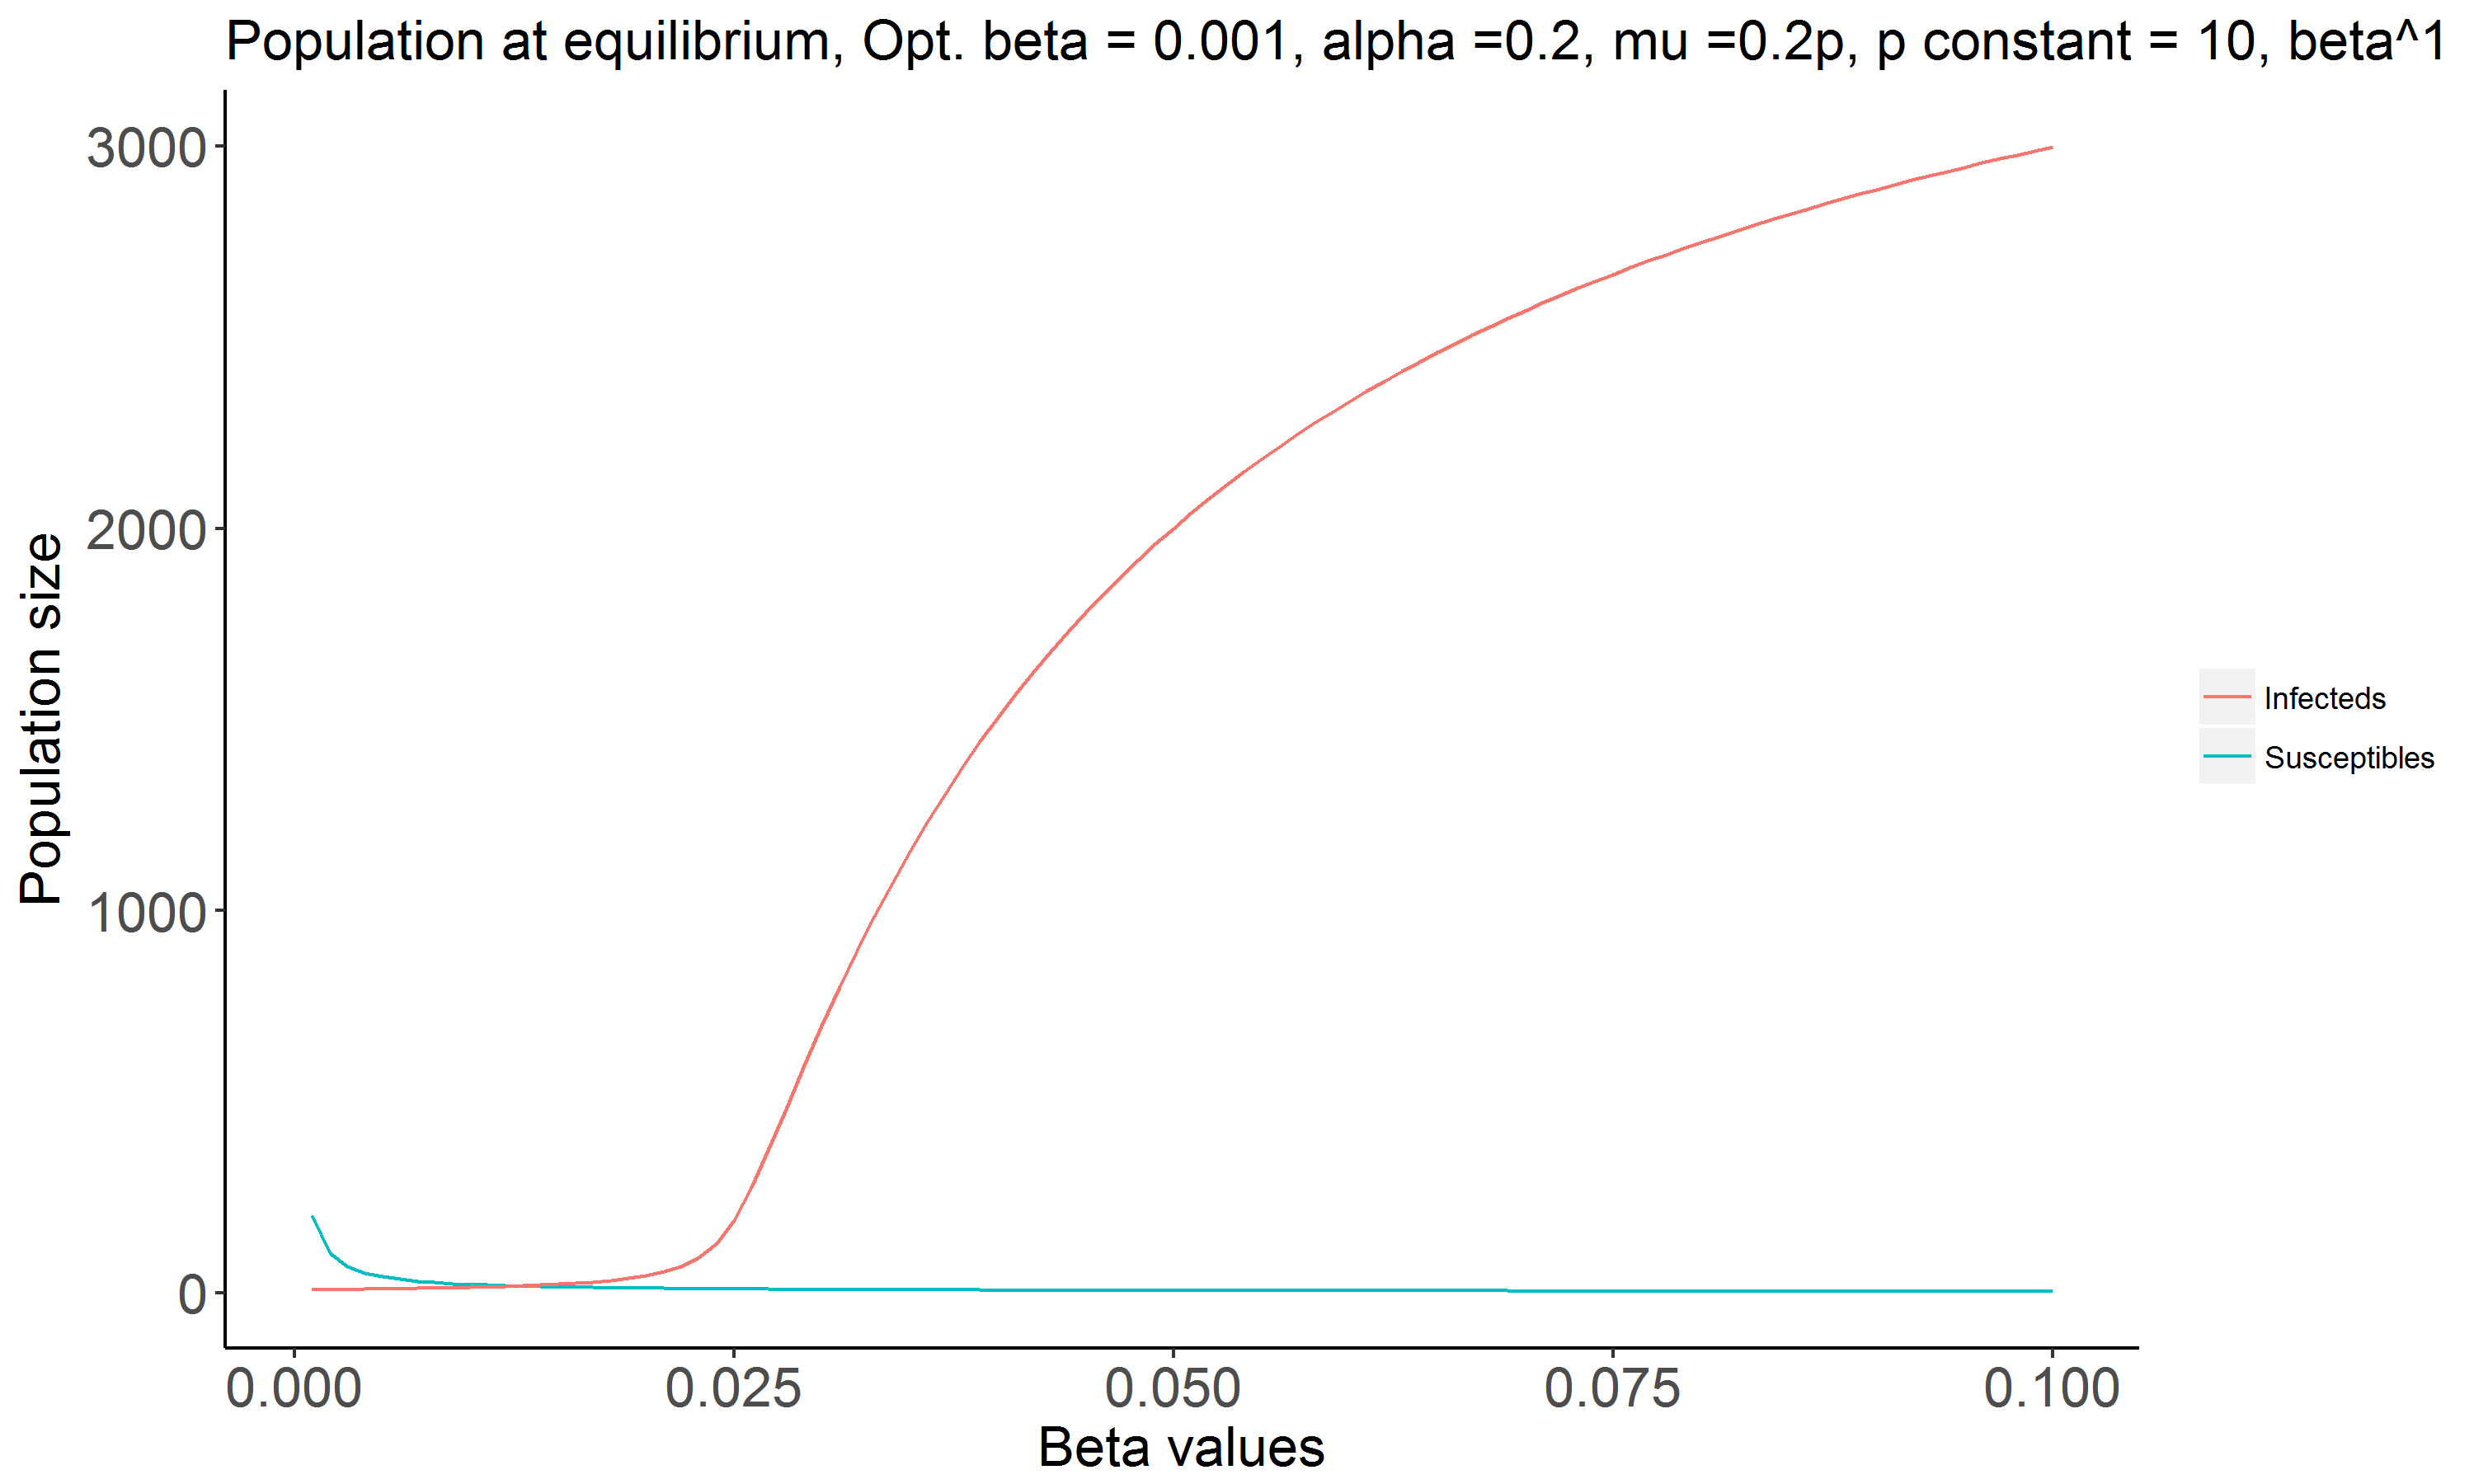 Population at equilibrium, Opt. beta = 0.001, alpha =0.2, mu =0.2p, p constant = 10, beta^1
Population size
3000
2000
1000
0
0.000 0.025 0.050 0.075 0.100
Beta values
Infecteds
Susceptibles